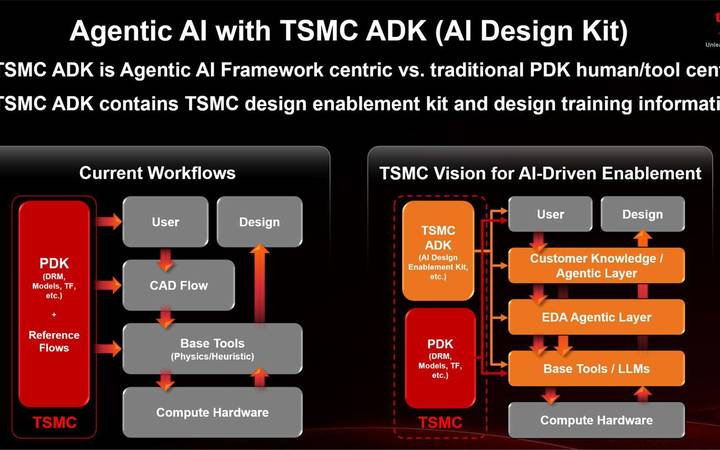 Agentic AI with TSMC ADK (AI Design Kit)
TSMC ADK is Agentic AI Framework centric vs. traditional PDK human/tool cent
TSMC ADK contains TSMC design enablement kit and design training informati
Current Workflows
PDK
(DRM,
Models, TF,
etc.)
+
Reference
Flows
TSMC
User
Design
CAD Flow
Base Tools
(Physics/Heuristic)
Compute Hardware
TSMC Vision for AI-Driven Enablement
TSMC
ADK
(AI Design
Enablement Kit,
etc.)
PDK
(DRM,
Models, TF,
etc.)
TSMC
User
Design
Customer Knowledge /
Agentic Layer
EDA Agentic Layer
Base Tools / LLMs
Compute Hardware